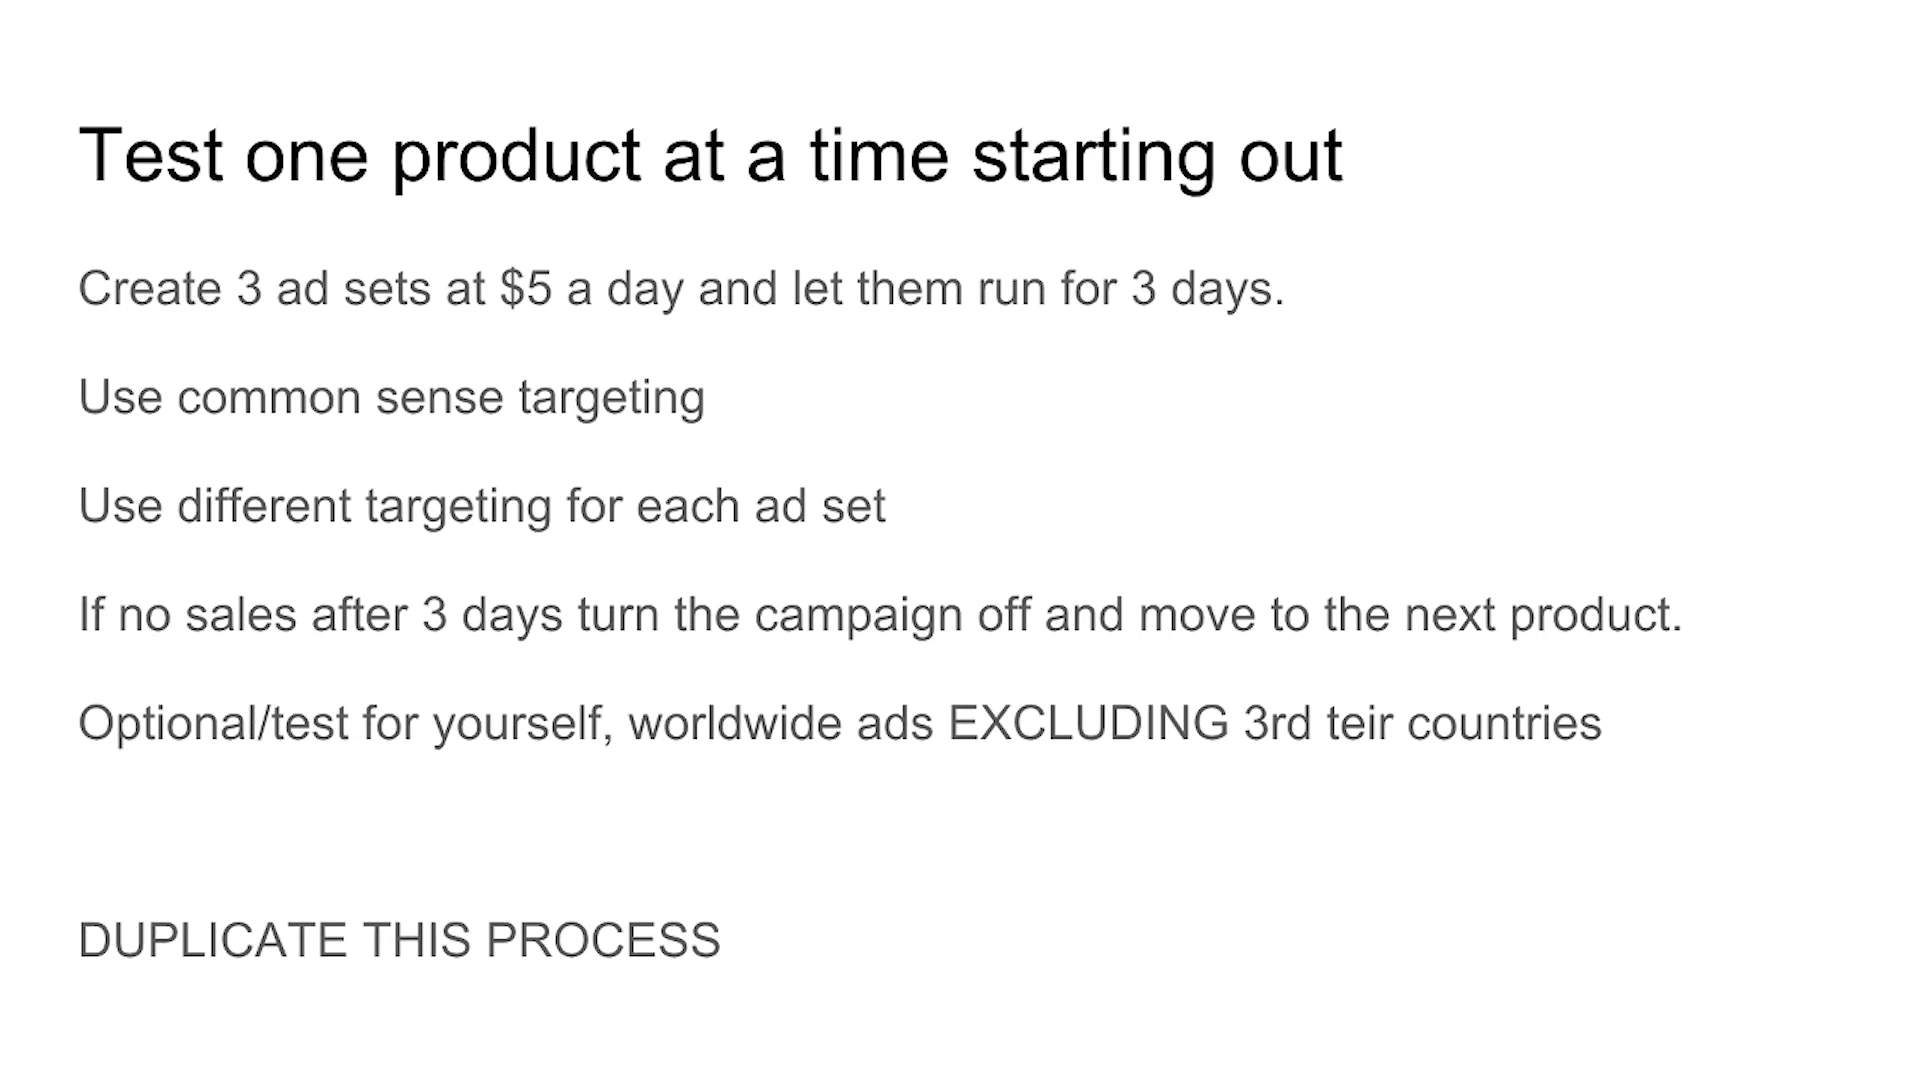 Test one product at a time starting out
Create 3 ad sets at $5 a day and let them run for 3 days.
Use common sense targeting
Use different targeting for each ad set
If no sales after 3 days turn the campaign off and move to the next product.
Optional/test for yourself, worldwide ads EXCLUDING 3rd teir countries
DUPLICATE THIS PROCESS